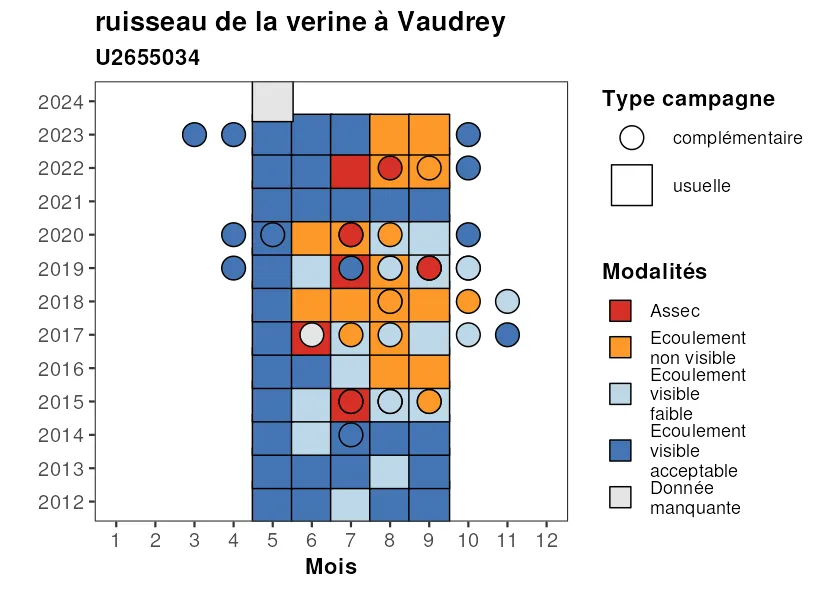 ruisseau de la verine à Vaudrey
U2655034
2024
2023
2022
2021
2020
2019
2018
2017
2016
2015
2014
2013
2012
1 2 3 4 5 6 7 8 9 10 11 12
Mois
Type campagne
complémentaire
usuelle
Modalités
Assec
Ecoulement
non visible
Ecoulement
visible
faible
Ecoulement
visible
acceptable
Donnée
manquante